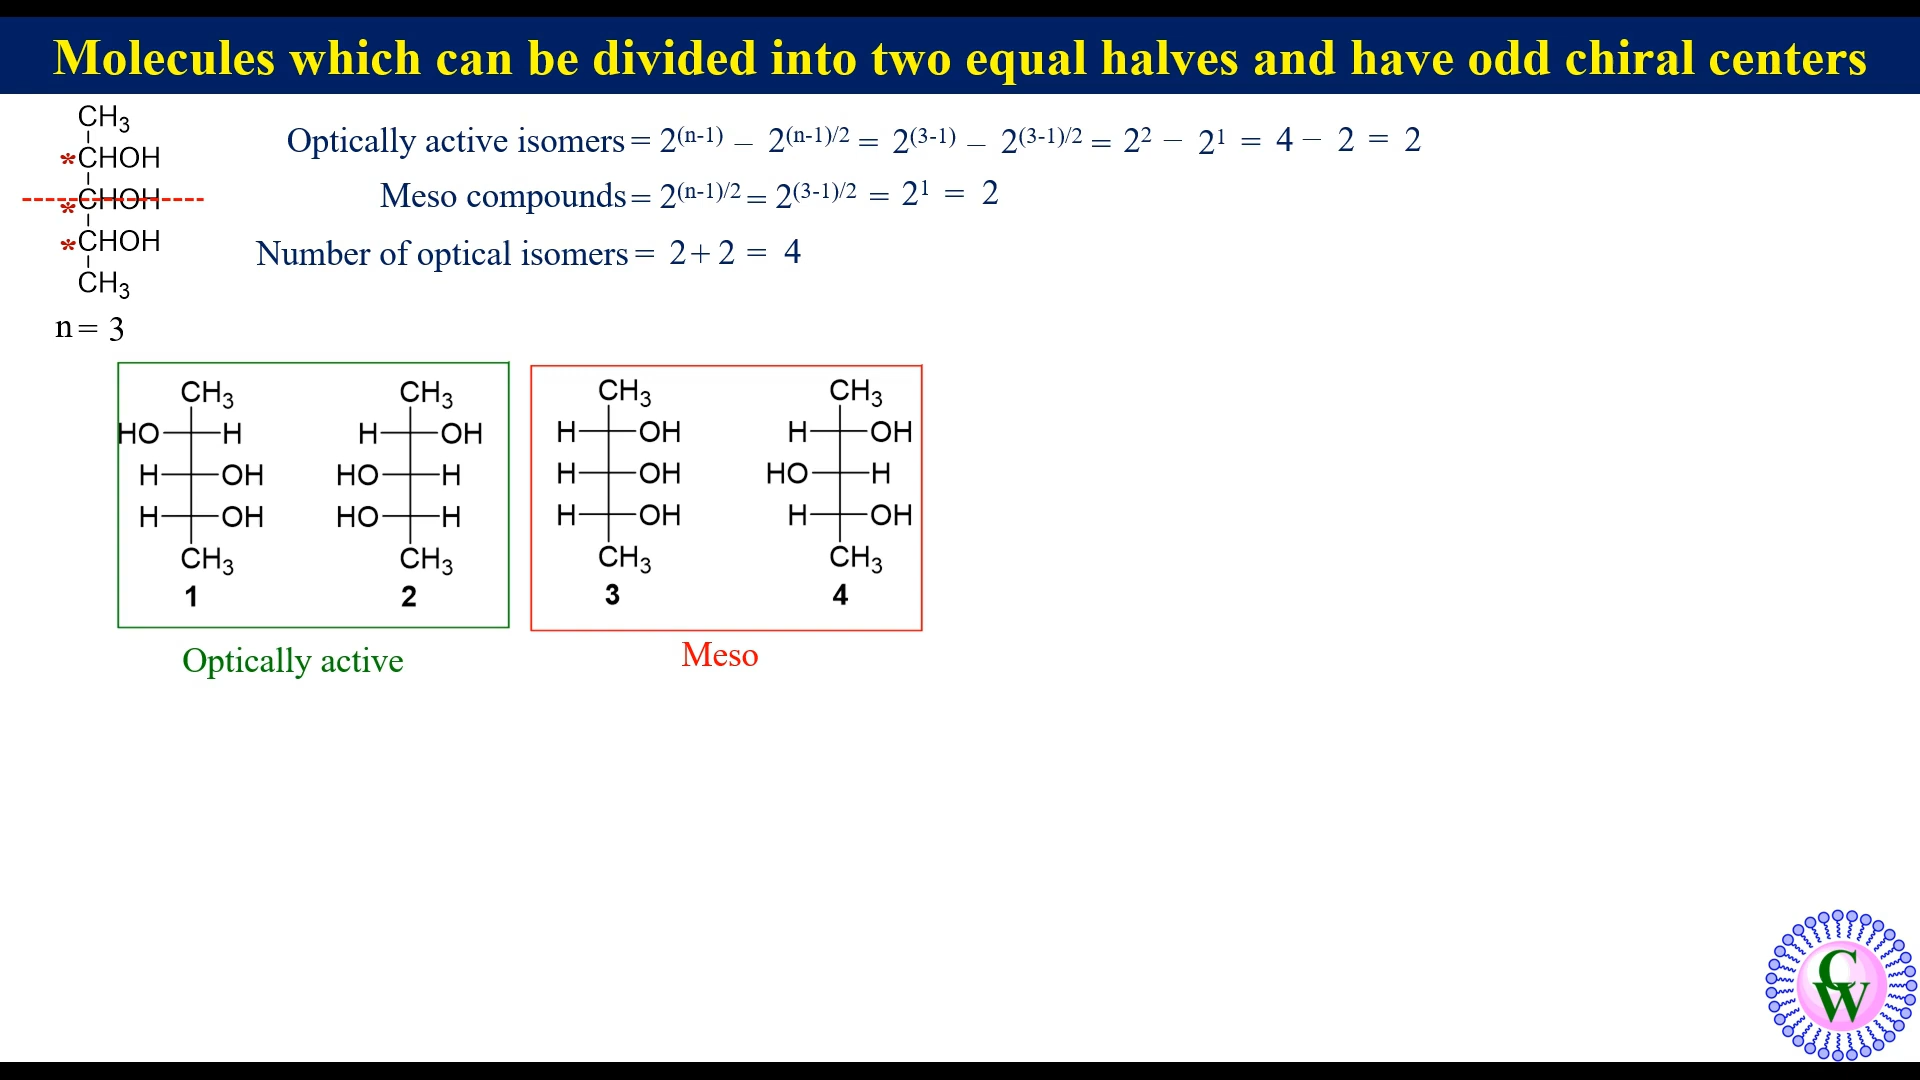 Molecules which can be divided into two equal halves and have odd chiral centers
CH₃
*CHOH
*CHOH
*CHOH
CH₃
n = 3
Optically active isomers = 2⁽ⁿ⁻¹⁾ – 2⁽ⁿ⁻¹⁾ᐟ² = 2⁽³⁻¹⁾ – 2⁽³⁻¹⁾ᐟ² = 2² – 2¹ = 4 – 2 = 2
Meso compounds = 2⁽ⁿ⁻¹⁾ᐟ² = 2⁽³⁻¹⁾ᐟ² = 2¹ = 2
Number of optical isomers = 2 + 2 = 4
CH₃ CH₃ CH₃ CH₃
HO H H OH H OH H OH
H OH HO H H OH HO H
H OH HO H H OH H OH
CH₃ CH₃ CH₃ CH₃
1 2 3 4
Optically active Meso
CW